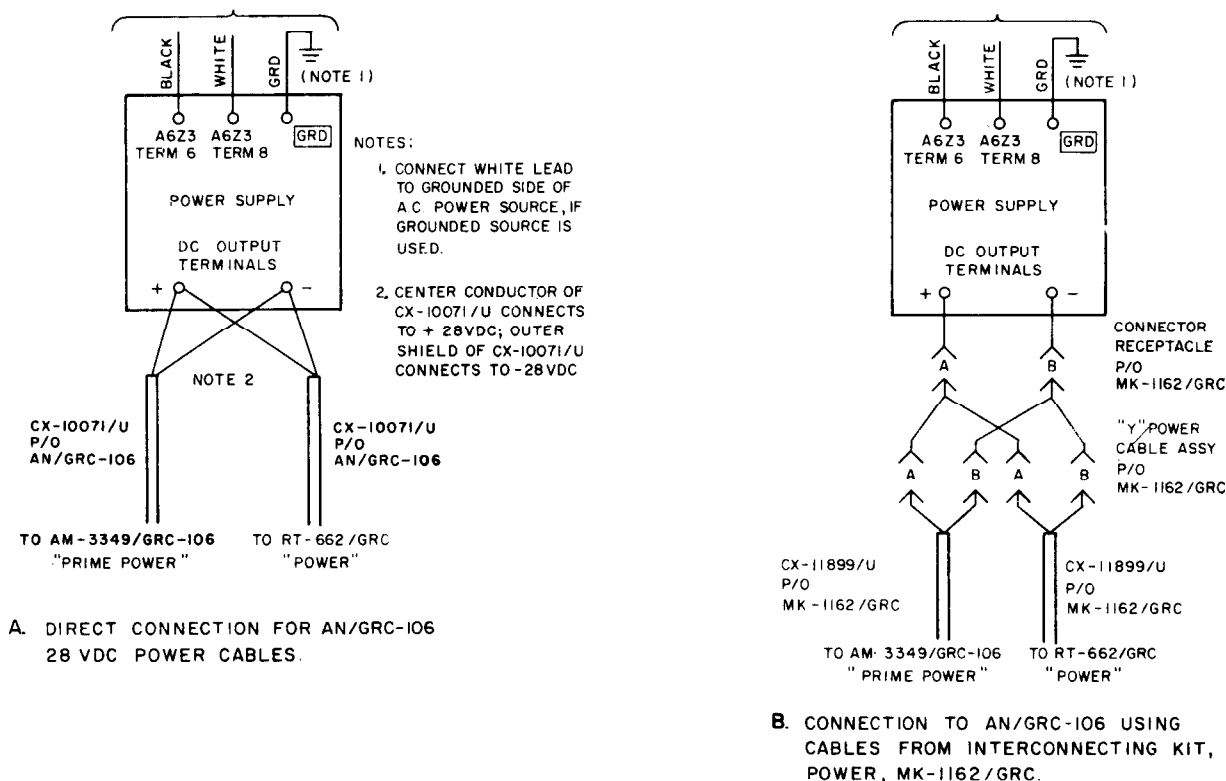 BLACK
WHITE
GRD
(NOTE 1)
A6Z3
TERM 6
A6Z3
TERM 8
GRD
POWER SUPPLY
DC OUTPUT
TERMINALS
+
-
NOTE 2
CX-10071/U
P/O
AN/GRC-106
CX-10071/U
P/O
AN/GRC-106
TO AM-3349/GRC-106
"PRIME POWER"
TO RT-662/GRC
"POWER"
A. DIRECT CONNECTION FOR AN/GRC-106
28 VDC POWER CABLES.
NOTES:
1. CONNECT WHITE LEAD
TO GROUNDED SIDE OF
A.C. POWER SOURCE, IF
GROUNDED SOURCE IS
USED.
2. CENTER CONDUCTOR OF
CX-10071/U CONNECTS
TO + 28VDC; OUTER
SHIELD OF CX-10071/U
CONNECTS TO -28VDC
BLACK
WHITE
GRD
(NOTE 1)
A6Z3
TERM 6
A6Z3
TERM 8
GRD
POWER SUPPLY
DC OUTPUT
TERMINALS
+
-
CONNECTOR
RECEPTACLE
P/O
MK-1162/GRC
A
B
"Y" POWER
CABLE ASSY
P/O
MK-1162/GRC
A
B
A
B
CX-11899/U
P/O
MK-1162/GRC
CX-11899/U
P/O
MK-1162/GRC
TO AM-3349/GRC-106
"PRIME POWER"
TO RT-662/GRC
"POWER"
B. CONNECTION TO AN/GRC-106 USING
CABLES FROM INTERCONNECTING KIT,
POWER, MK-1162/GRC.